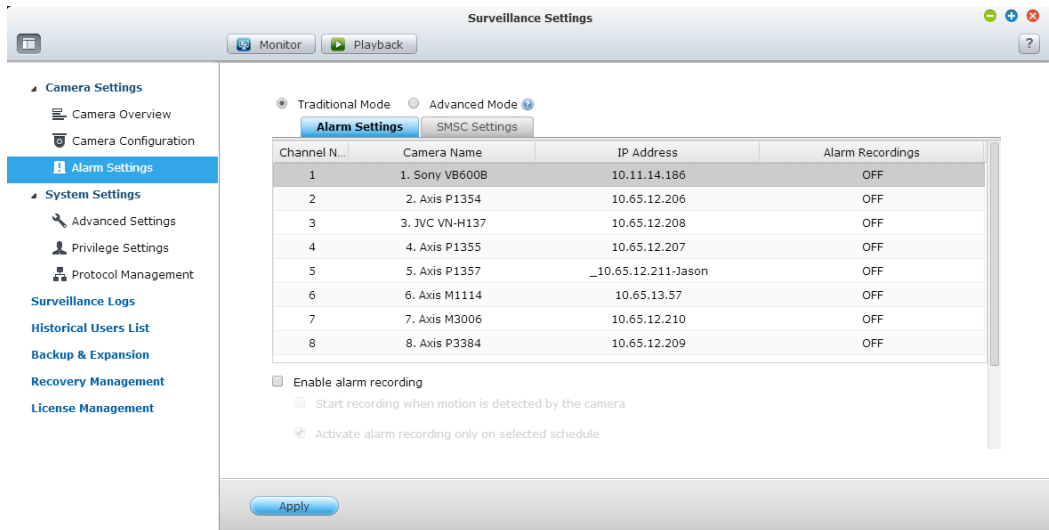 Surveillance Settings
Monitor Playback ?
Camera Settings
Camera Overview
Camera Configuration
Alarm Settings
System Settings
Advanced Settings
Privilege Settings
Protocol Management
Surveillance Logs
Historical Users List
Backup & Expansion
Recovery Management
License Management
Traditional Mode Advanced Mode
Alarm Settings SMSC Settings
Channel N... Camera Name IP Address Alarm Recordings
1 1. Sony VB600B 10.11.14.186 OFF
2 2. Axis P1354 10.65.12.206 OFF
3 3. JVC VN-H137 10.65.12.208 OFF
4 4. Axis P1355 10.65.12.207 OFF
5 5. Axis P1357 _10.65.12.211-Jason OFF
6 6. Axis M1114 10.65.13.57 OFF
7 7. Axis M3006 10.65.12.210 OFF
8 8. Axis P3384 10.65.12.209 OFF
Enable alarm recording
Start recording when motion is detected by the camera
Activate alarm recording only on selected schedule
Apply